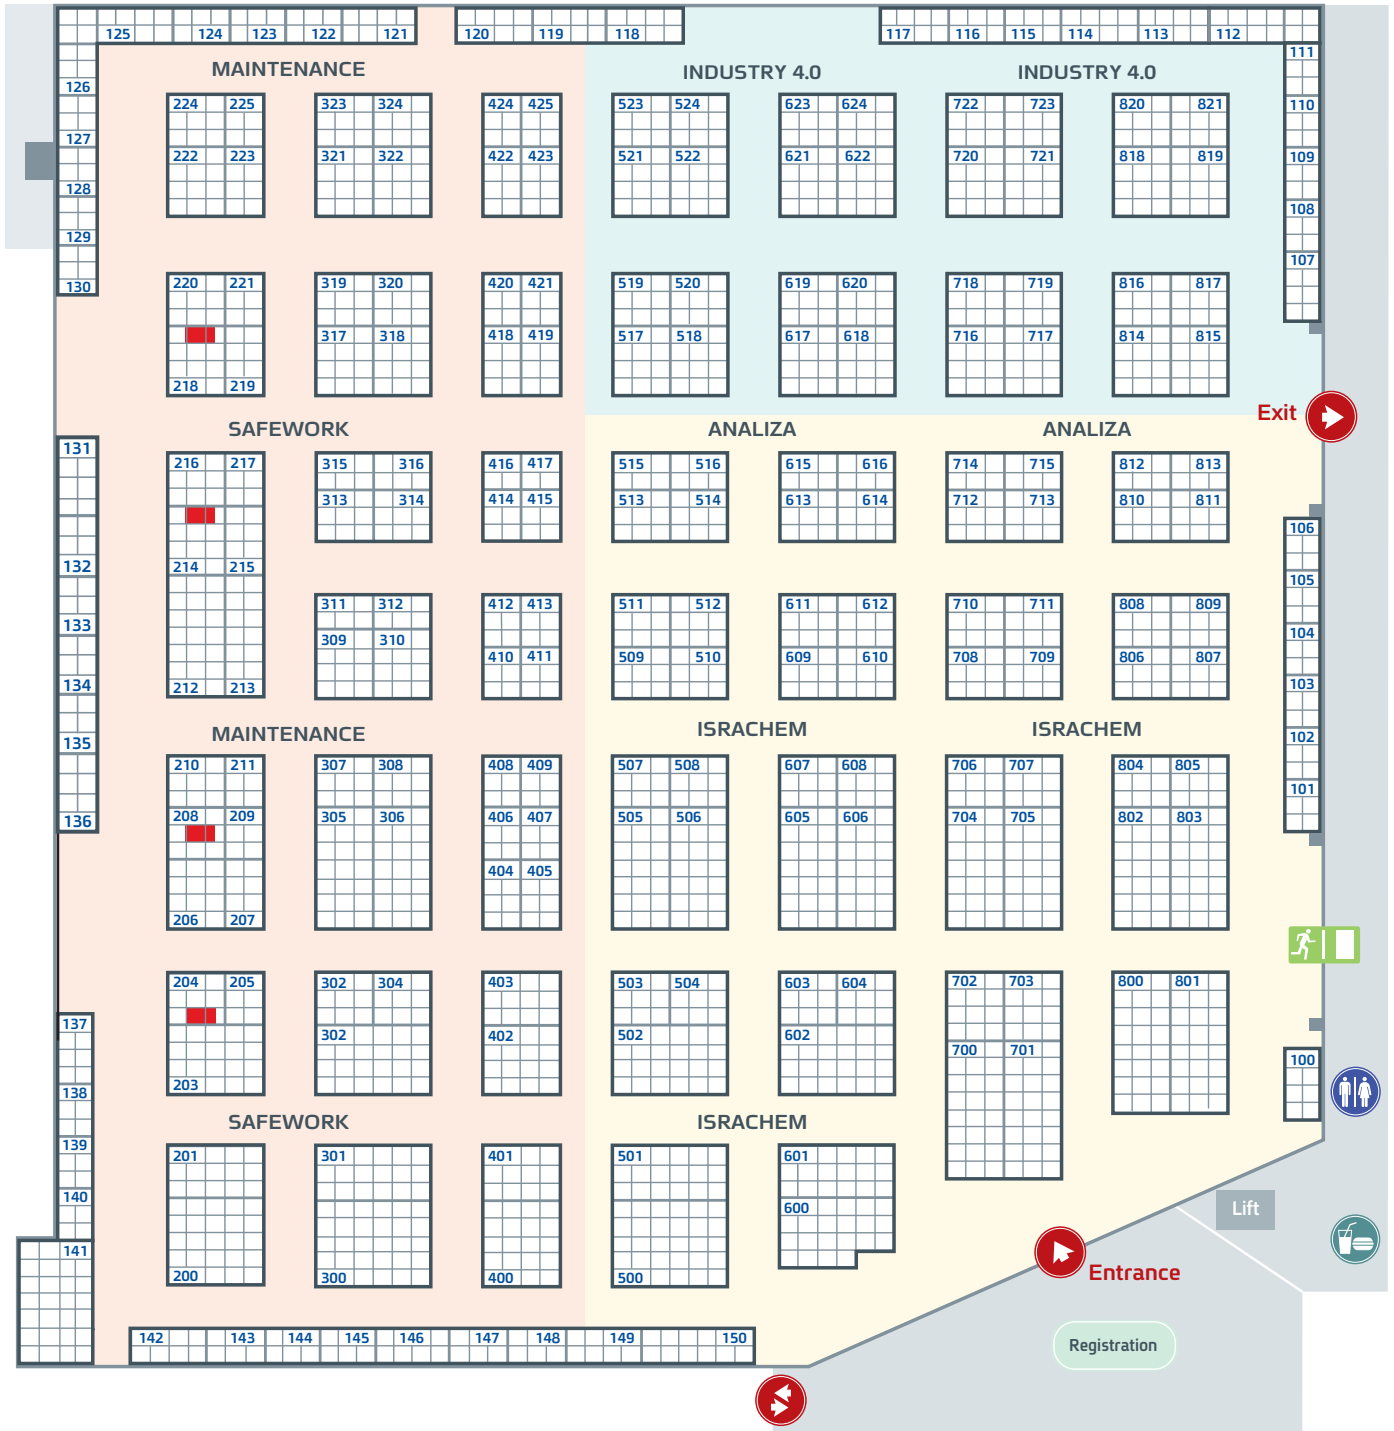 125 124 123 122 121 120 119 118 117 116 115 114 113 112
111
MAINTENANCE INDUSTRY 4.0 INDUSTRY 4.0
126
224 225 323 324 424 425 523 524 623 624 722 723 820 821 110
127
222 223 321 322 422 423 521 522 621 622 720 721 818 819 109
128
108
129
107
130
220 221 319 320 420 421 519 520 619 620 718 719 816 817
317 318 418 419 517 518 617 618 716 717 814 815
218 219
Exit
SAFEWORK ANALIZA ANALIZA
131
216 217 315 316 416 417 515 516 615 616 714 715 812 813
313 314 414 415 513 514 613 614 712 713 810 811
106
132
214 215
105
311 312 412 413 511 512 611 612 710 711 808 809
133
309 310
104
410 411 509 510 609 610 708 709 806 807
134
212 213
103
MAINTENANCE ISRACHEM ISRACHEM
135
102
210 211 307 308 408 409 507 508 607 608 706 707 804 805
101
136
208 209 305 306 406 407 505 506 605 606 704 705 802 803
404 405
206 207
204 205 302 304 403 503 504 603 604 702 703 800 801
137
302 402 502 602
700 701
100
203
138
SAFEWORK ISRACHEM
139
201 301 401 501 601
140
600
Lift
141
200 300 400 500
Entrance
142 143 144 145 146 147 148 149 150
Registration